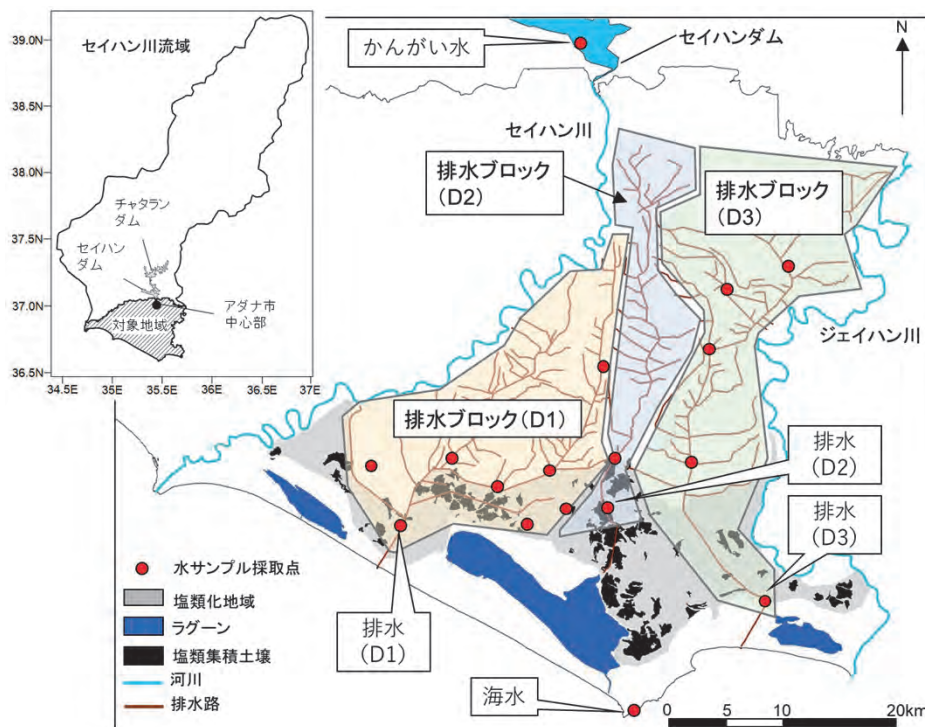 セイハン川流域
39.0N
38.5N
38.0N
37.5N
37.0N
36.5N
34.5E
35E
35.5E
36E
36.5E
37E
チャタラン
ダム
セイハン
ダム
アダナ市
中心部
対象地域
かんがい水
セイハンダム
N
セイハン川
排水ブロック
(D2)
排水ブロック
(D3)
ジェイハン川
排水ブロック(D1)
排水
(D2)
排水
(D3)
排水
(D1)
海水
水サンプル採取点
塩類化地域
ラグーン
塩類集積土壌
河川
排水路
0
5
10
20km